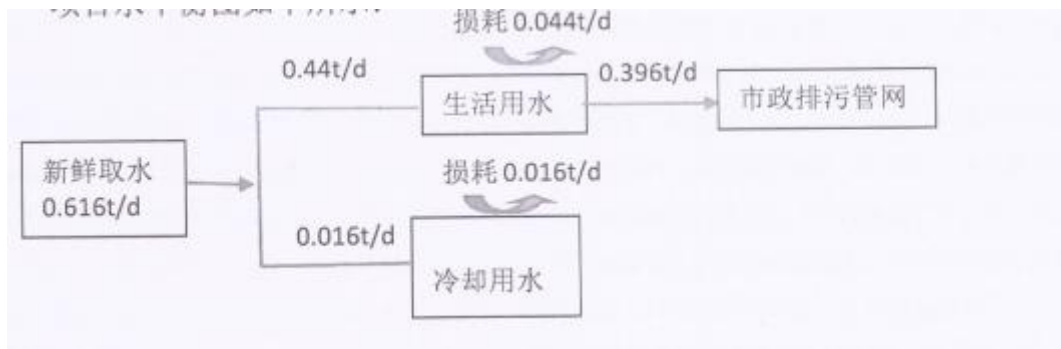 损耗 0.044t/d
0.44t/d
生活用水
0.396t/d
市政排污管网
新鲜取水
0.616t/d
损耗 0.016t/d
0.016t/d
冷却用水